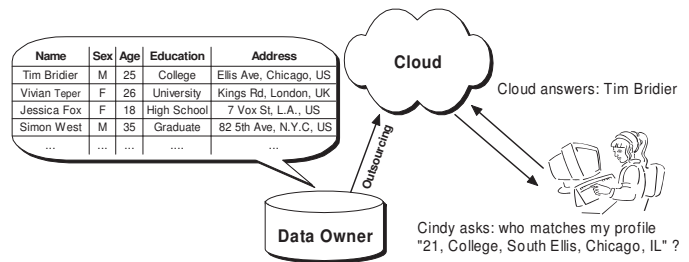 Name Sex Age Education Address
Tim Bridier M 25 College Ellis Ave, Chicago, US
Vivian Teper F 26 University Kings Rd, London, UK
Jessica Fox F 18 High School 7 Vox St, L.A., US
Simon West M 35 Graduate 82 5th Ave, N.Y.C, US
... ... ... .... ...
Cloud
Cloud answers: Tim Bridier
Outsourcing
Data Owner
Cindy asks: who matches my profile
"21, College, South Ellis, Chicago, IL" ?